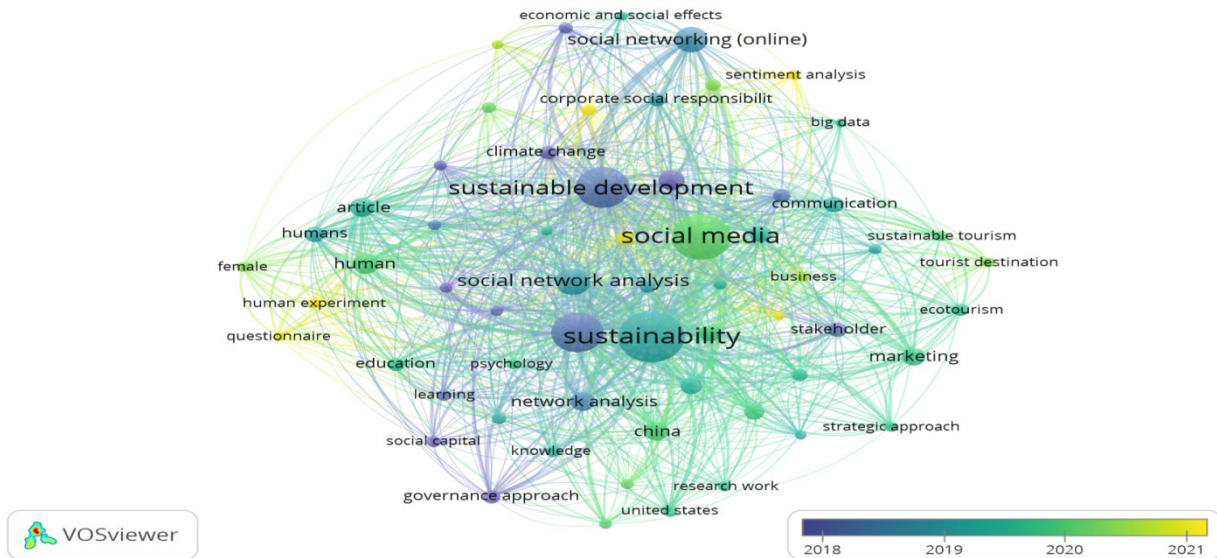 economic and social effects
social networking (online)
sentiment analysis
corporate social responsibilit
big data
climate change
sustainable development
article
communication
humans
social media
sustainable tourism
female
human
tourist destination
social network analysis
business
human experiment
ecotourism
questionnaire
sustainability
stakeholder
education
psychology
marketing
learning
network analysis
strategic approach
social capital
china
knowledge
governance approach
research work
united states
VOSviewer
2018 2019 2020 2021